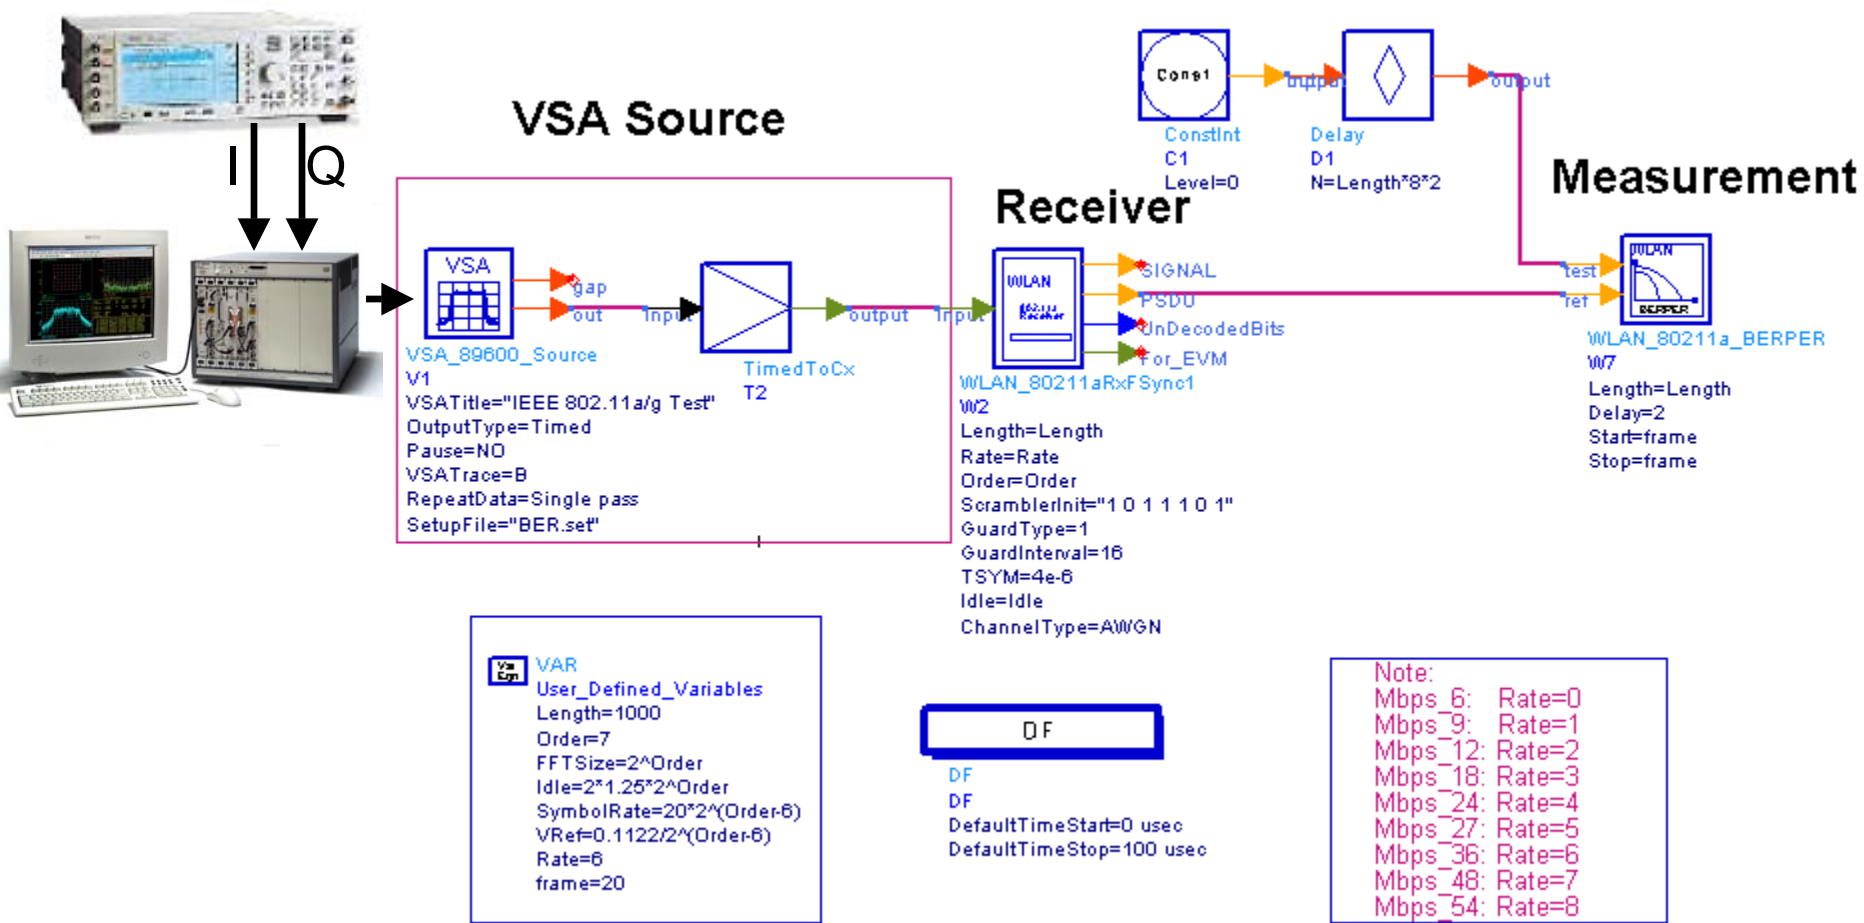 I
Q
VSA Source
VSA
gap
out
Input
VSA_89600_Source
V1
VSATitle="IEEE 802.11a/g Test"
OutputType=Timed
Pause=NO
VSATrace=B
RepeatData=Single pass
SetupFile="BER.set"
output
TimedToCx
T2
Input
Receiver
WLAN
Receiver
SIGNAL
PSDU
UnDecodedBits
For_EVM
WLAN_80211aRxFSync1
W2
Length=Length
Rate=Rate
Order=Order
ScramblerInit="1 0 1 1 1 0 1"
GuardType=1
GuardInterval=16
TSYM=4e-6
Idle=Idle
ChannelType=AWGN
Const
output
ConstInt
C1
Level=0
output
Delay
D1
N=Length*8*2
Measurement
test
ref
WLAN
BERPER
WLAN_80211a_BERPER
W7
Length=Length
Delay=2
Start=frame
Stop=frame
Var
Eqn
VAR
User_Defined_Variables
Length=1000
Order=7
FFTSize=2^Order
Idle=2*1.25*2^Order
SymbolRate=20*2^(Order-6)
VRef=0.1122/2^(Order-6)
Rate=6
frame=20
DF
DF
DF
DefaultTimeStart=0 usec
DefaultTimeStop=100 usec
Note:
Mbps_6: Rate=0
Mbps_9: Rate=1
Mbps_12: Rate=2
Mbps_18: Rate=3
Mbps_24: Rate=4
Mbps_27: Rate=5
Mbps_36: Rate=6
Mbps_48: Rate=7
Mbps_54: Rate=8